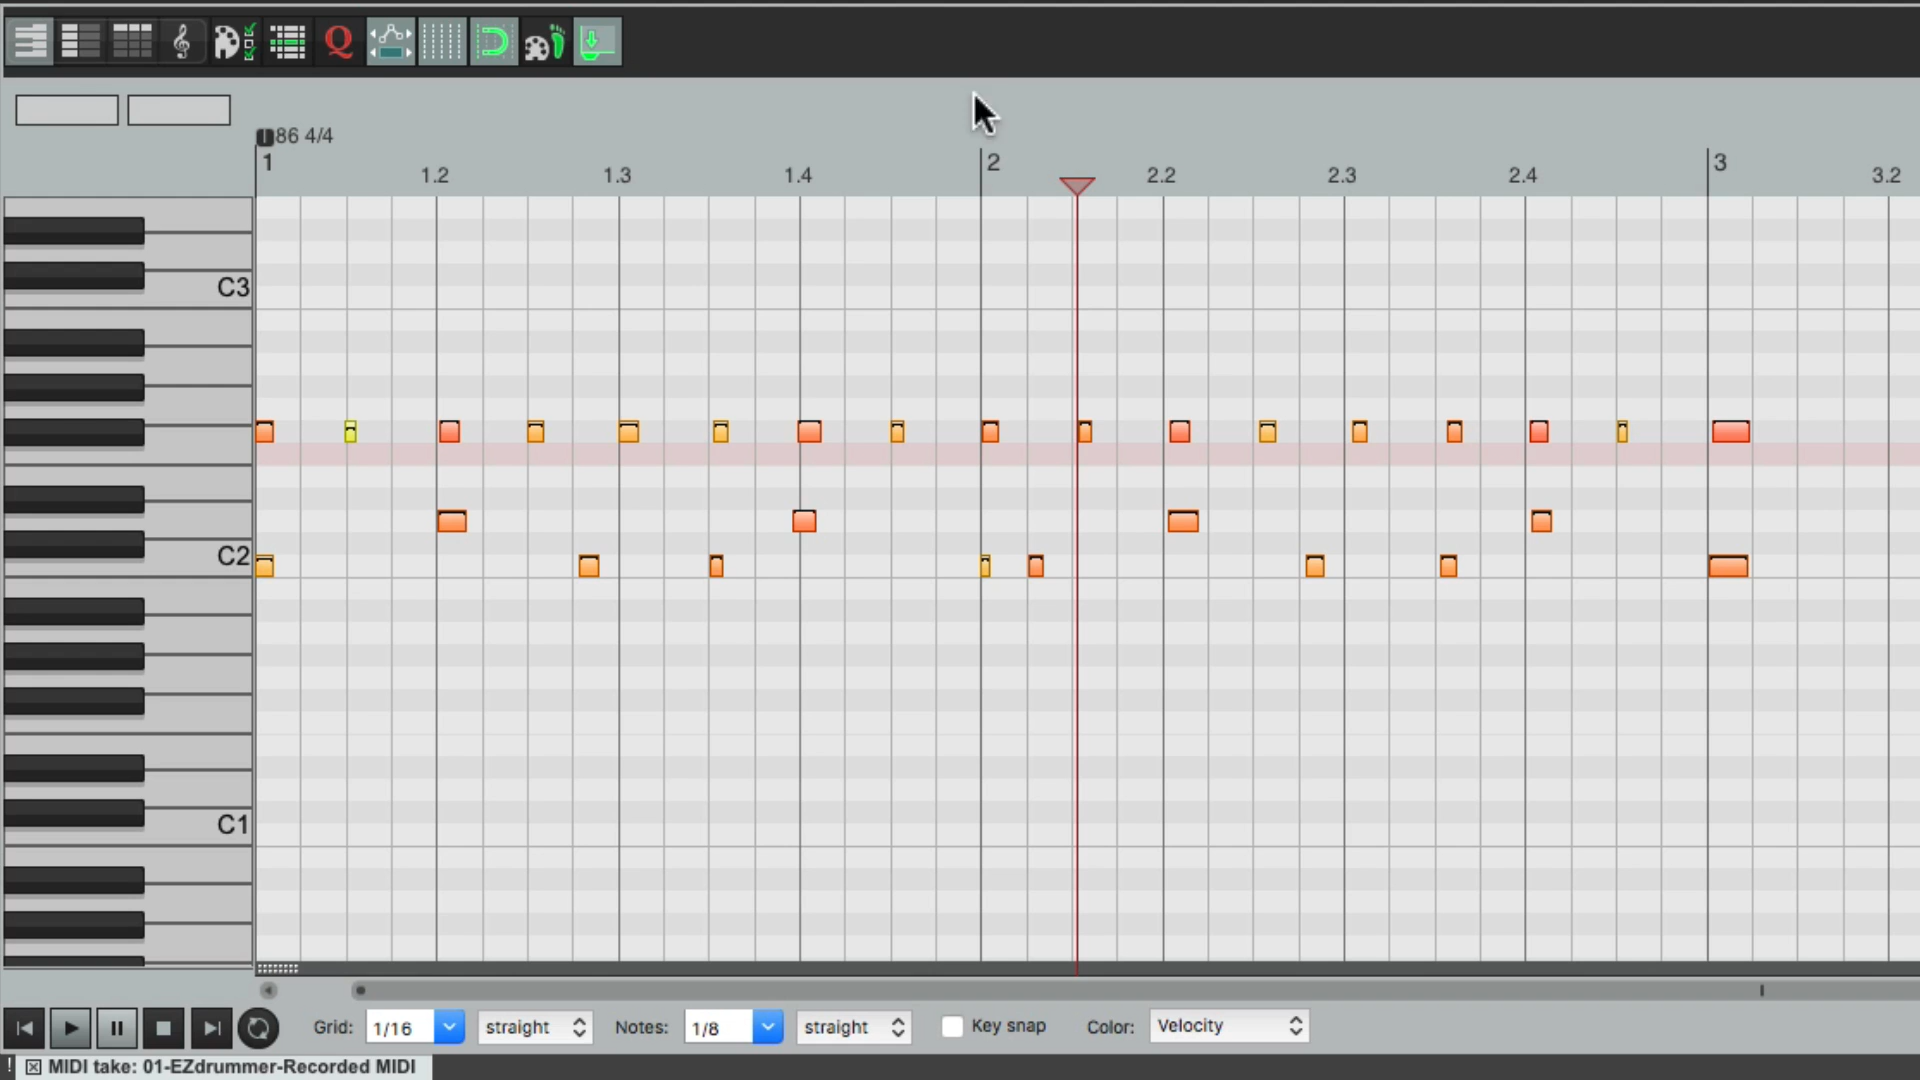 Q
86 4/4
1 1.2 1.3 1.4 2 2.2 2.3 2.4 3 3.2
C3
C2
C1
Grid: 1/16 straight Notes: 1/8 straight Key snap Color: Velocity
! MIDI take: 01-EZdrummer-Recorded MIDI